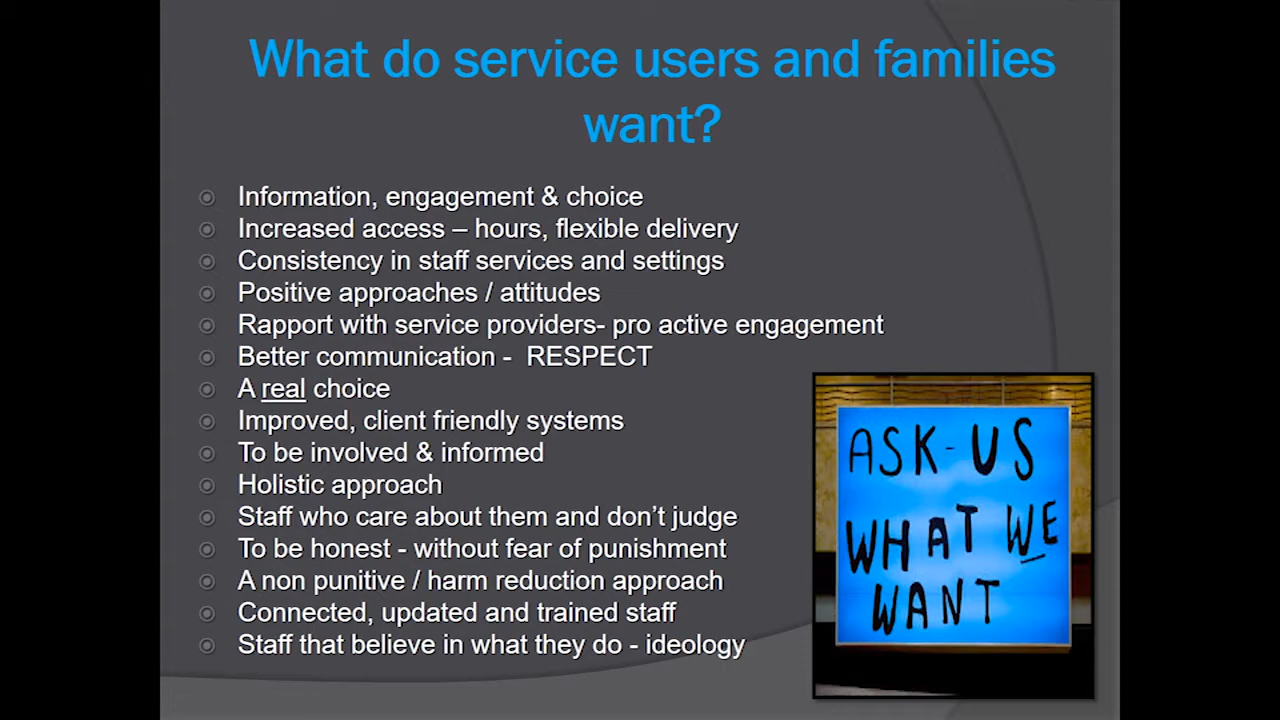 What do service users and families
want?
Information, engagement & choice
Increased access – hours, flexible delivery
Consistency in staff services and settings
Positive approaches / attitudes
Rapport with service providers- pro active engagement
Better communication -  RESPECT
A real choice
Improved, client friendly systems
To be involved & informed
Holistic approach
Staff who care about them and don’t judge
To be honest - without fear of punishment
A non punitive / harm reduction approach
Connected, updated and trained staff
Staff that believe in what they do - ideology
ASK-US
WHAT WE
WANT